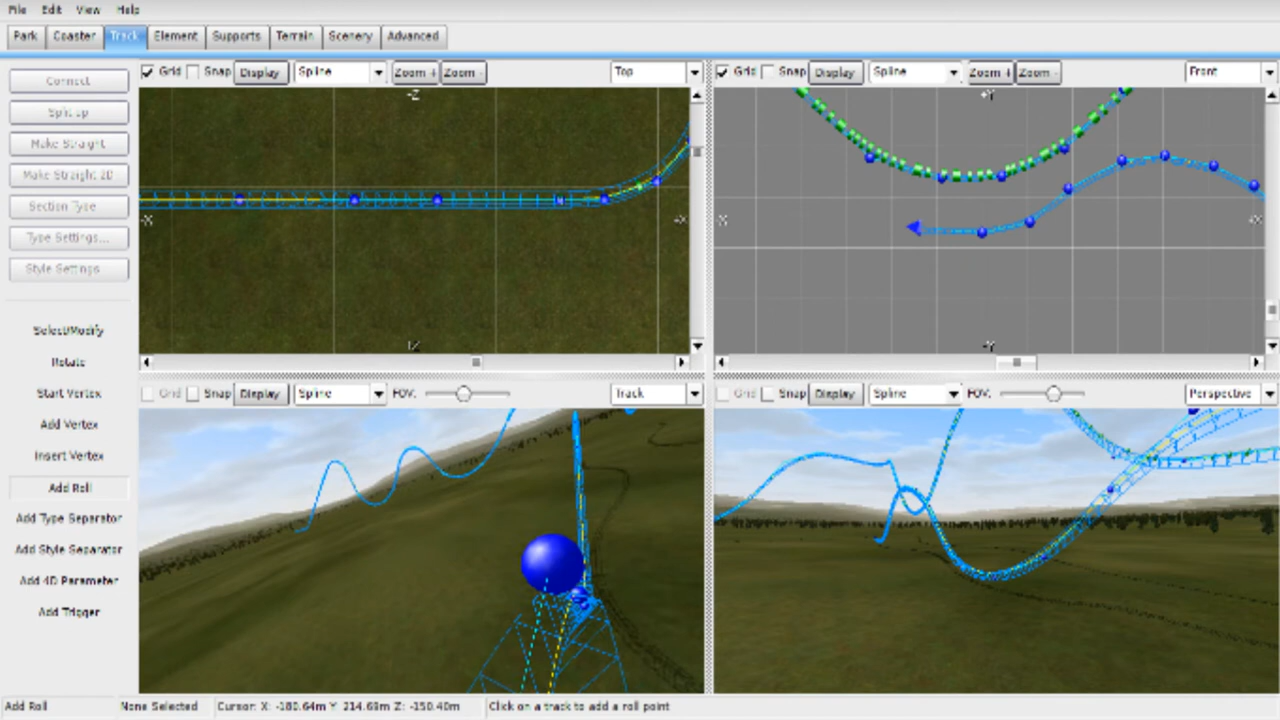 File Edit View Help
Park Coaster Track Element Supports Terrain Scenery Advanced
Grid Snap Display Spline Zoom + Zoom - Top
Grid Snap Display Spline Zoom + Zoom - Front
Connect
Split up
Make Straight
Make Straight 2D
Section Type
Type Settings...
Style Settings
Select/Modify
Rotate
Start Vertex
Add Vertex
Insert Vertex
Add Roll
Add Type Separator
Add Style Separator
Add 4D Parameter
Add Trigger
-Z
-X
+X
+Y
-Y
Grid Snap Display Spline FOV: Track
Grid Snap Display Spline FOV: Perspective
Add Roll None Selected Cursor: X: -180.64m Y: 214.69m Z: -150.40m Click on a track to add a roll point